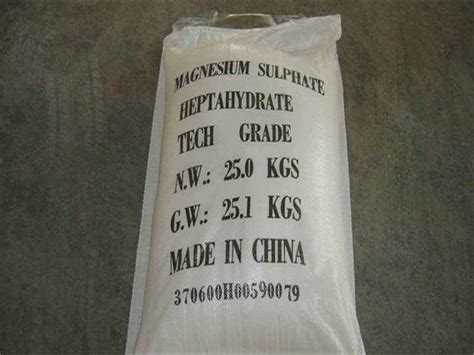 MAGNESIUM SULPHATE
HEPTAHYDRATE
TECH GRADE
N.W.: 25.0 KGS
G.W.: 25.1 KGS
MADE IN CHINA
370600H00590079